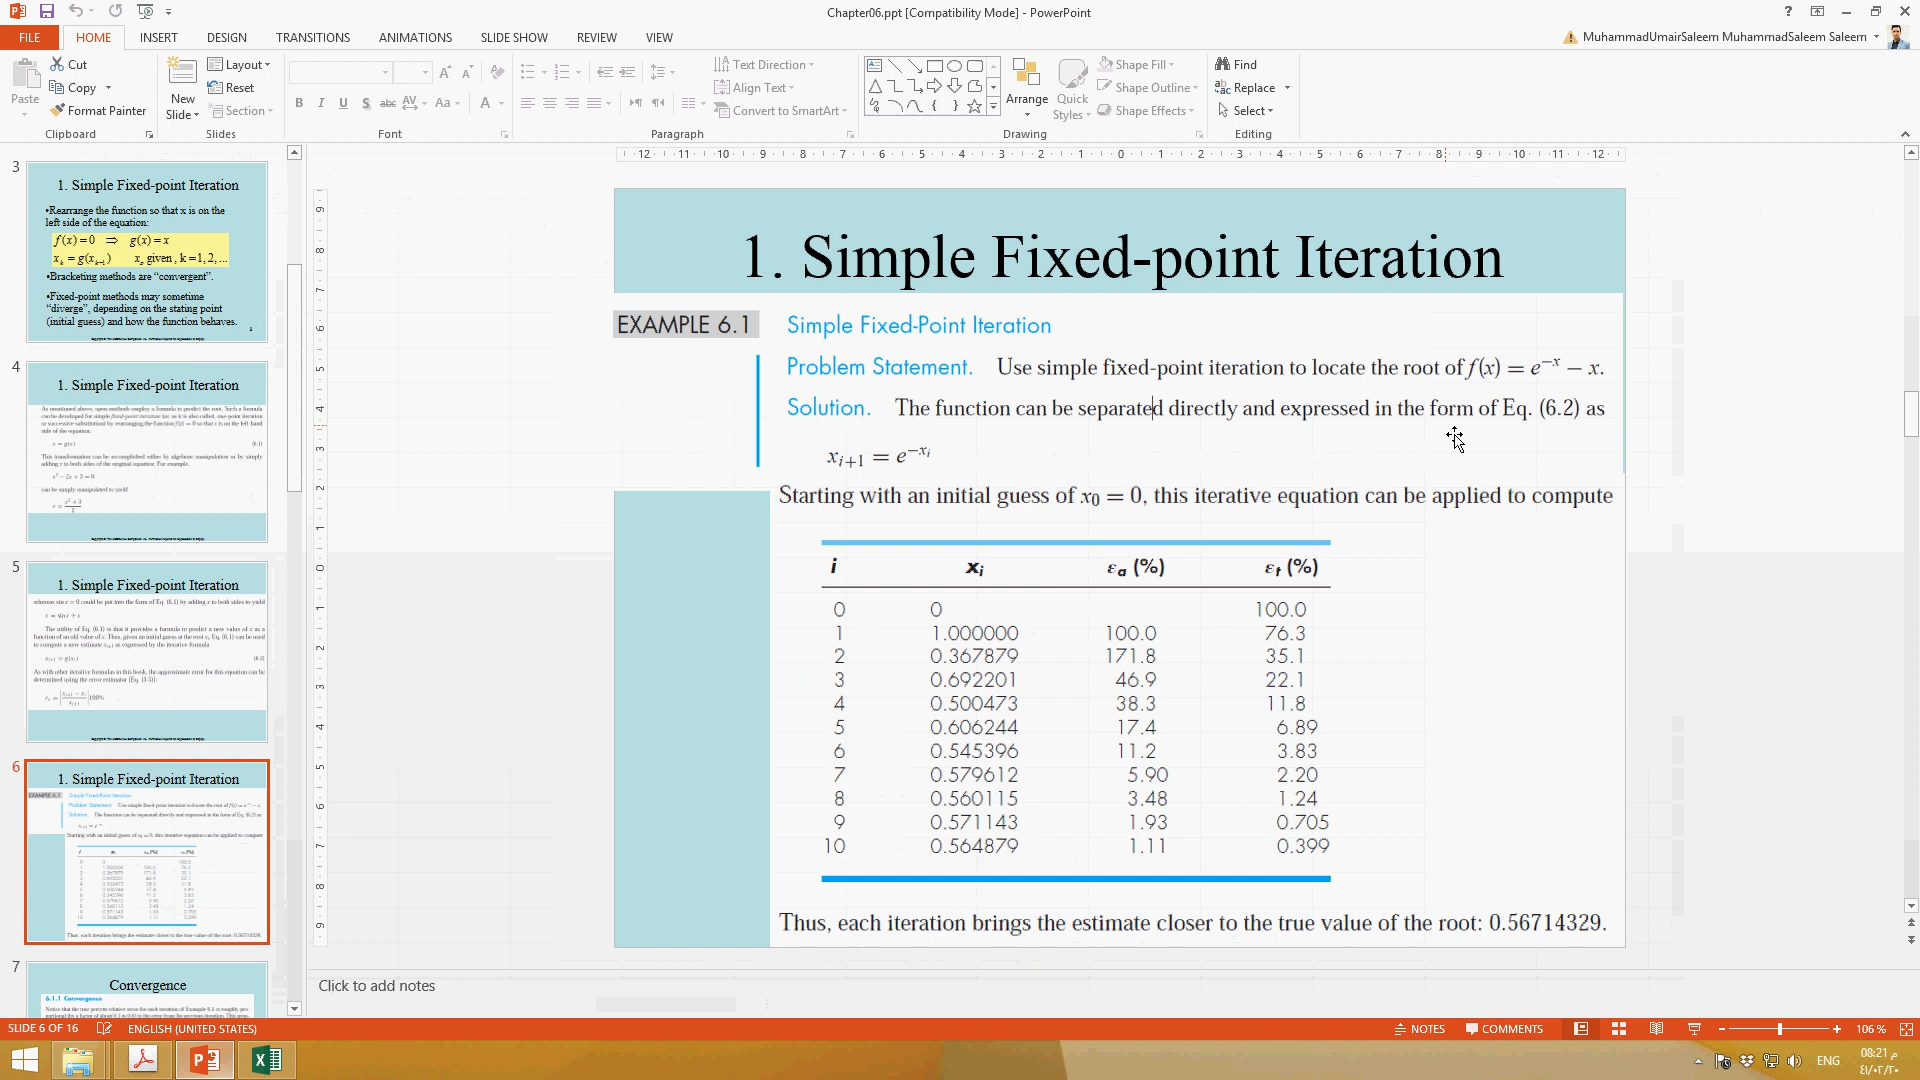 Chapter06.ppt [Compatibility Mode] - PowerPoint
FILE HOME INSERT DESIGN TRANSITIONS ANIMATIONS SLIDE SHOW REVIEW VIEW
MuhammadUmairSaleem MuhammadSaleem Saleem
Paste
Cut
Copy
Format Painter
Clipboard
New Slide
Layout
Reset
Section
Slides
Font
Text Direction
Align Text
Convert to SmartArt
Paragraph
Arrange
Quick Styles
Shape Fill
Shape Outline
Shape Effects
Drawing
Find
Replace
Select
Editing
3
1. Simple Fixed-point Iteration
•Rearrange the function so that x is on the
left side of the equation:
f(x)=0 ⇒ g(x)=x
x_k = g(x_{k-1}) x_o given, k=1,2,...
•Bracketing methods are “convergent”.
•Fixed-point methods may sometime
“diverge”, depending on the stating point
(initial guess) and how the function behaves.
4
1. Simple Fixed-point Iteration
5
1. Simple Fixed-point Iteration
6
1. Simple Fixed-point Iteration
7
Convergence
6.1.1 Convergence
1. Simple Fixed-point Iteration
EXAMPLE 6.1 Simple Fixed-Point Iteration
Problem Statement. Use simple fixed-point iteration to locate the root of f(x) = e^{−x} − x.
Solution. The function can be separated directly and expressed in the form of Eq. (6.2) as
x_{i+1} = e^{−x_i}
Starting with an initial guess of x_0 = 0, this iterative equation can be applied to compute
i x_i ε_a (%) ε_t (%)
0 0 100.0
1 1.000000 100.0 76.3
2 0.367879 171.8 35.1
3 0.692201 46.9 22.1
4 0.500473 38.3 11.8
5 0.606244 17.4 6.89
6 0.545396 11.2 3.83
7 0.579612 5.90 2.20
8 0.560115 3.48 1.24
9 0.571143 1.93 0.705
10 0.564879 1.11 0.399
Thus, each iteration brings the estimate closer to the true value of the root: 0.56714329.
Click to add notes
SLIDE 6 OF 16 ENGLISH (UNITED STATES) NOTES COMMENTS 106 %
ENG
08:21 م